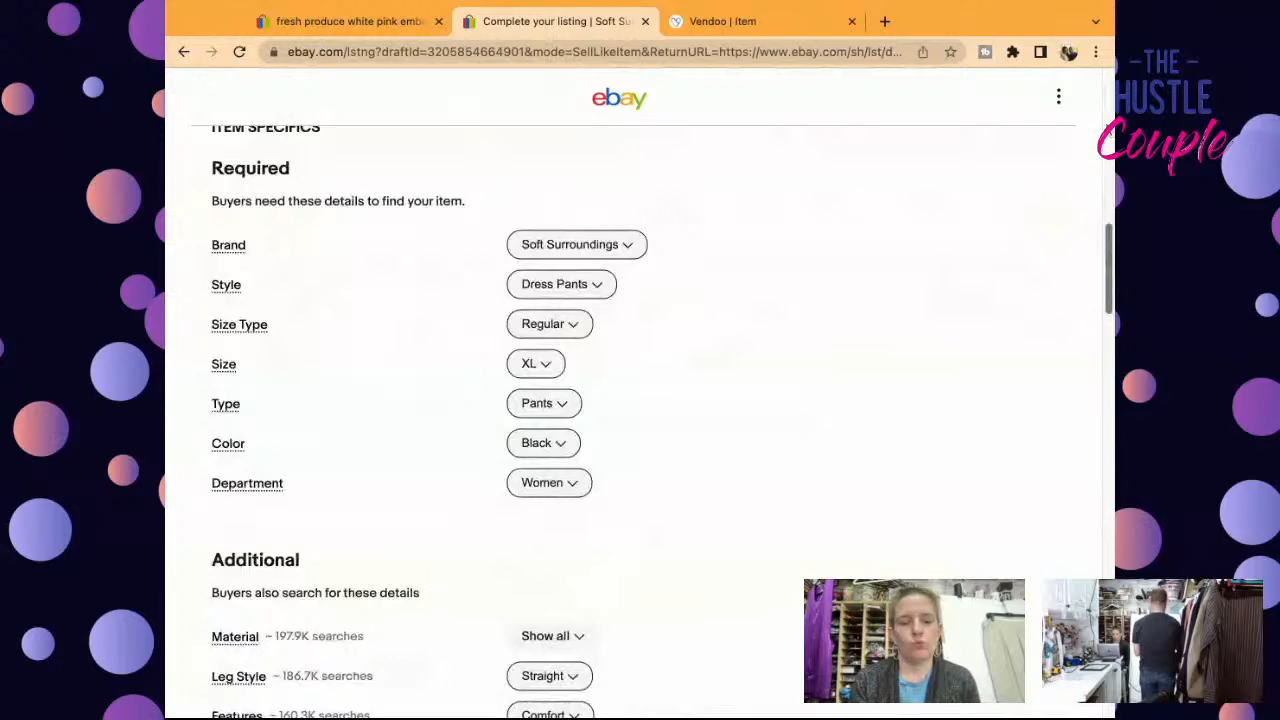 fresh produce white pink embe
Complete your listing | Soft Su
Vendoo | Item
ebay.com/lstng?draftId=3205854664901&mode=SellLikeItem&ReturnURL=https://www.ebay.com/sh/lst/d...
-THE-
HUSTLE
Couple
ebay
ITEM SPECIFICS
Required
Buyers need these details to find your item.
Brand Soft Surroundings
Style Dress Pants
Size Type Regular
Size XL
Type Pants
Color Black
Department Women
Additional
Buyers also search for these details
Material ~ 197.9K searches Show all
Leg Style ~ 186.7K searches Straight
Features ~ 160.3K searches Comfort